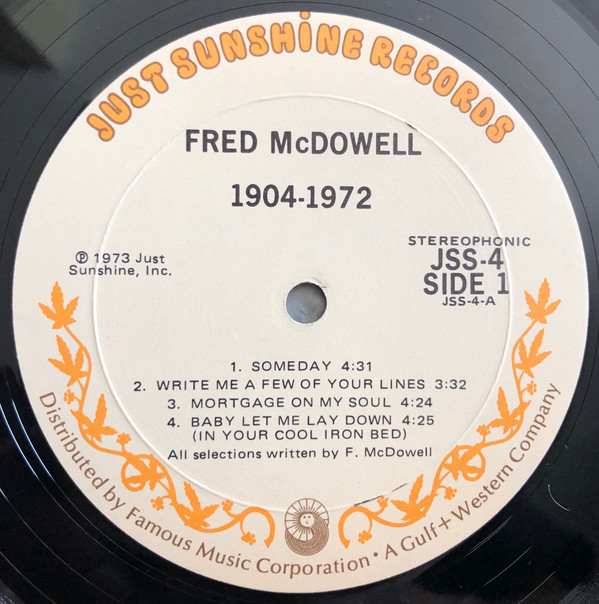 JUST SUNSHINE RECORDS
FRED McDOWELL
1904-1972
℗ 1973 Just
Sunshine, Inc.
STEREOPHONIC
JSS-4
SIDE 1
JSS-4-A
1. SOMEDAY 4:31
2. WRITE ME A FEW OF YOUR LINES 3:32
3. MORTGAGE ON MY SOUL 4:24
4. BABY LET ME LAY DOWN 4:25
(IN YOUR COOL IRON BED)
All selections written by F. McDowell
Distributed by Famous Music Corporation • A Gulf+Western Company